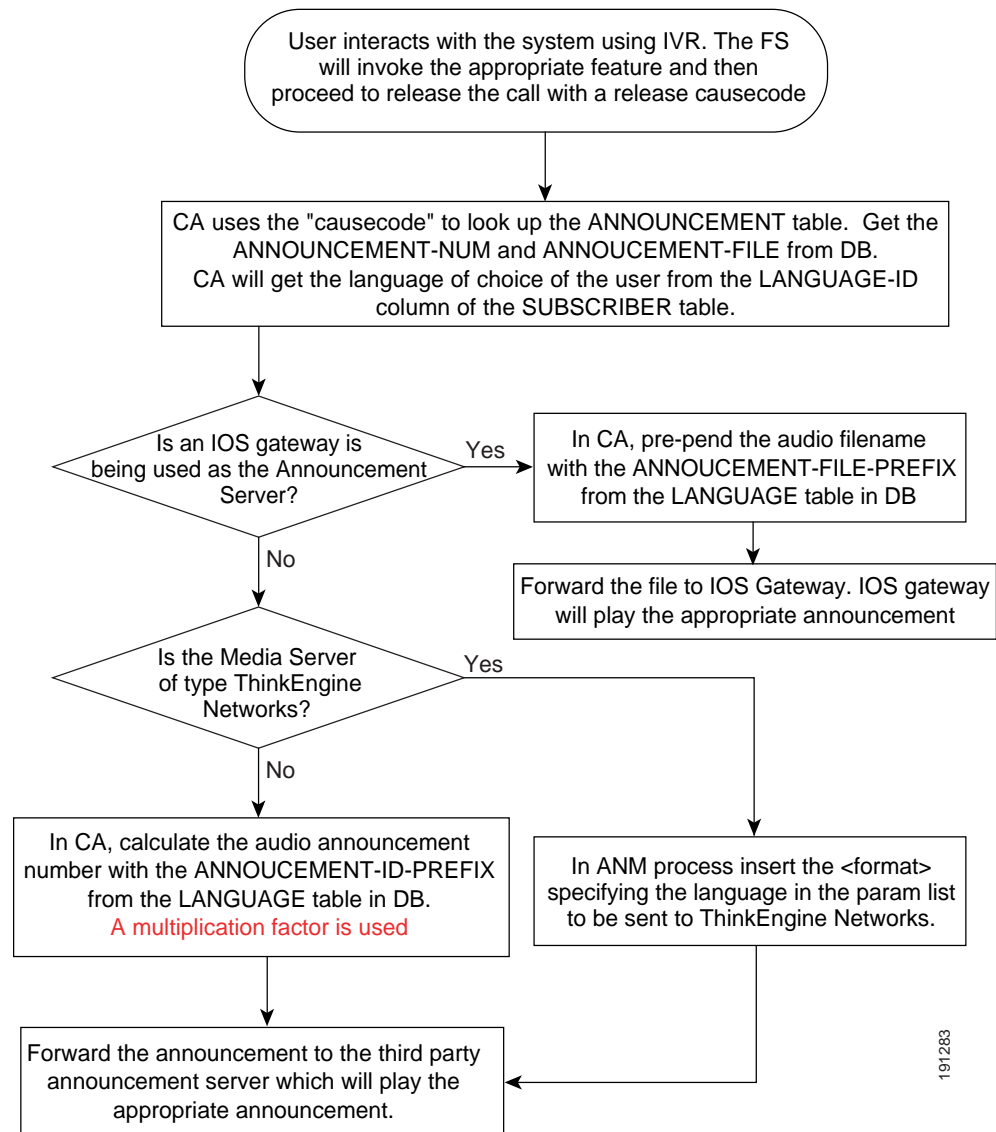 User interacts with the system using IVR. The FS
will invoke the appropriate feature and then
proceed to release the call with a release causecode
CA uses the "causecode" to look up the ANNOUNCEMENT table.  Get the
ANNOUNCEMENT-NUM and ANNOUCEMENT-FILE from DB.
CA will get the language of choice of the user from the LANGUAGE-ID
column of the SUBSCRIBER table.
Is an IOS gateway is
being used as the Announcement
Server?
Yes
In CA, pre-pend the audio filename
with the ANNOUCEMENT-FILE-PREFIX
from the LANGUAGE table in DB
No
Forward the file to IOS Gateway. IOS gateway
will play the appropriate announcement
Is the Media Server
of type ThinkEngine
Networks?
Yes
No
In CA, calculate the audio announcement
number with the ANNOUCEMENT-ID-PREFIX
from the LANGUAGE table in DB.
A multiplication factor is used
In ANM process insert the <format>
specifying the language in the param list
to be sent to ThinkEngine Networks.
Forward the announcement to the third party
announcement server which will play the
appropriate announcement.
191283